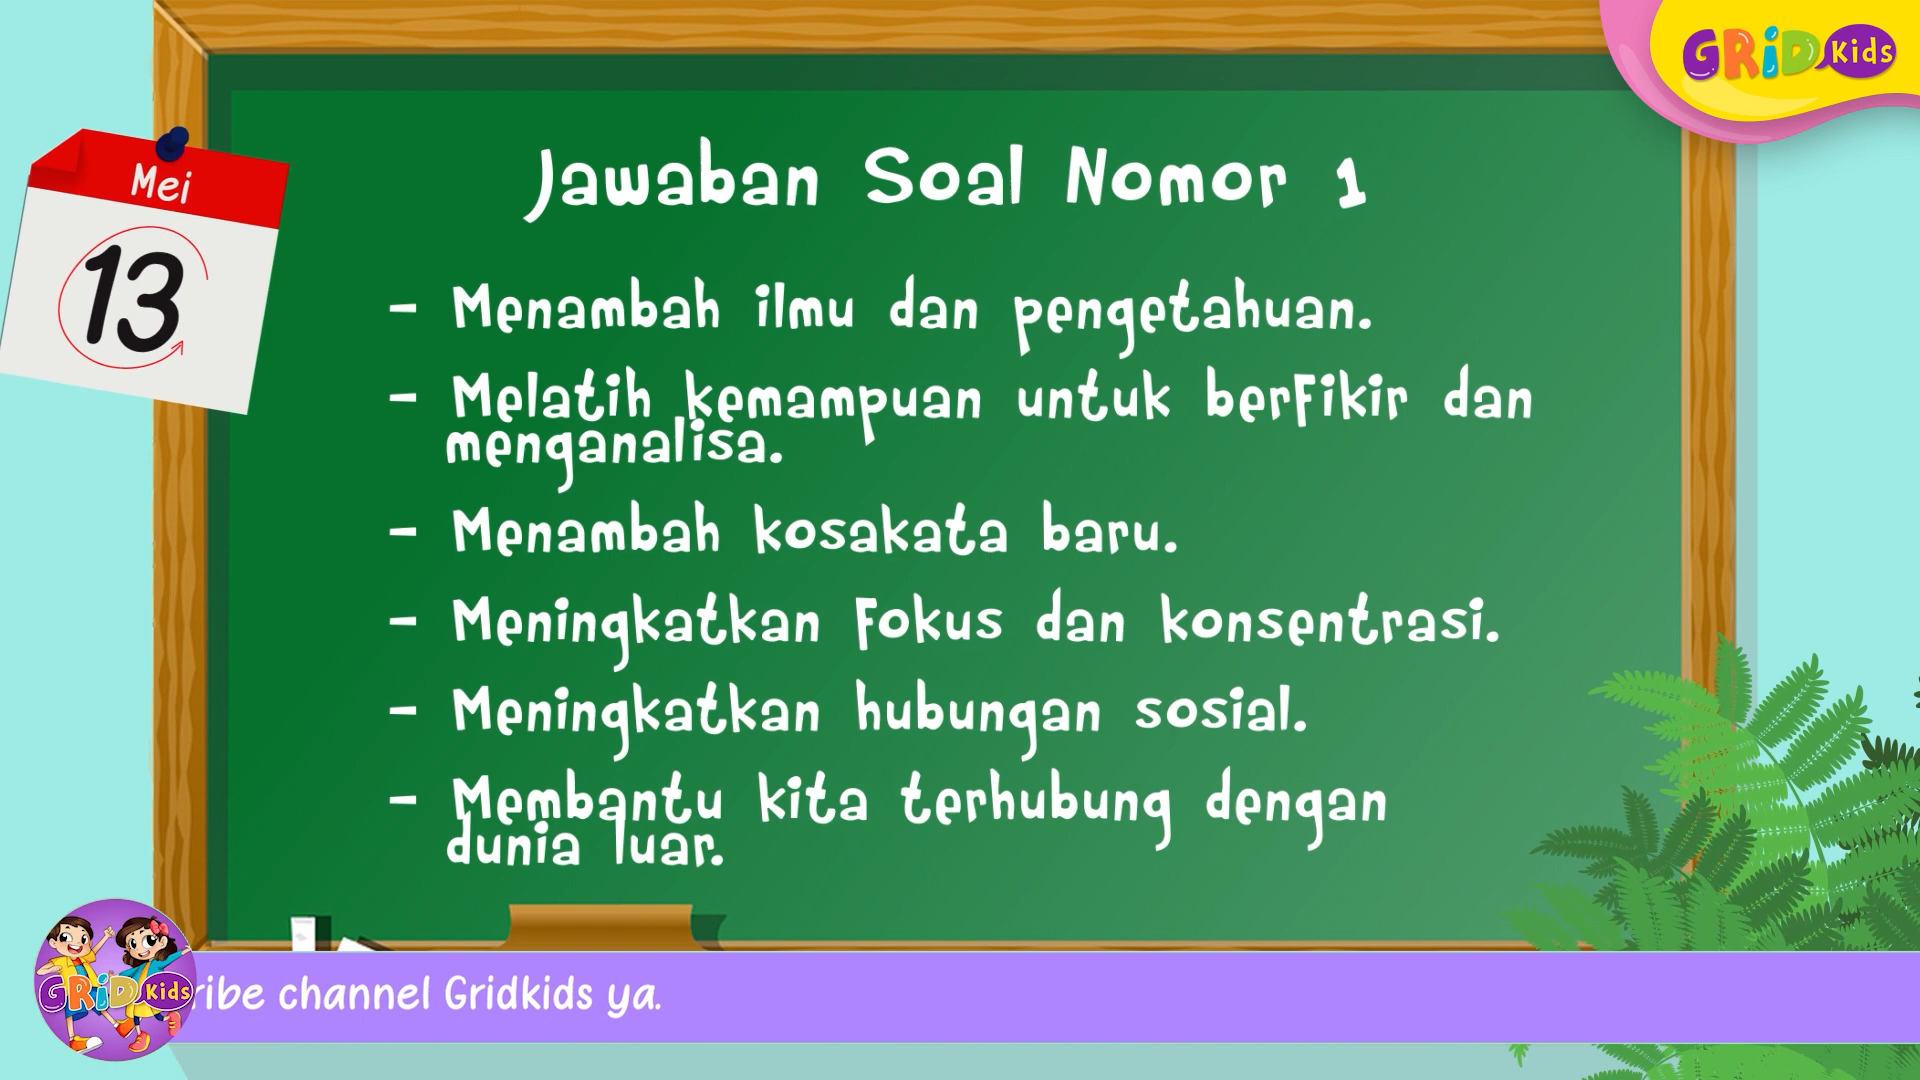 GRiD Kids
Mei
13
Jawaban Soal Nomor 1
- Menambah ilmu dan pengetahuan.
- Melatih kemampuan untuk berfikir dan
menganalisa.
- Menambah kosakata baru.
- Meningkatkan fokus dan konsentrasi.
- Meningkatkan hubungan sosial.
- Membantu kita terhubung dengan
dunia luar.
GRiD Kids
channel Gridkids ya.